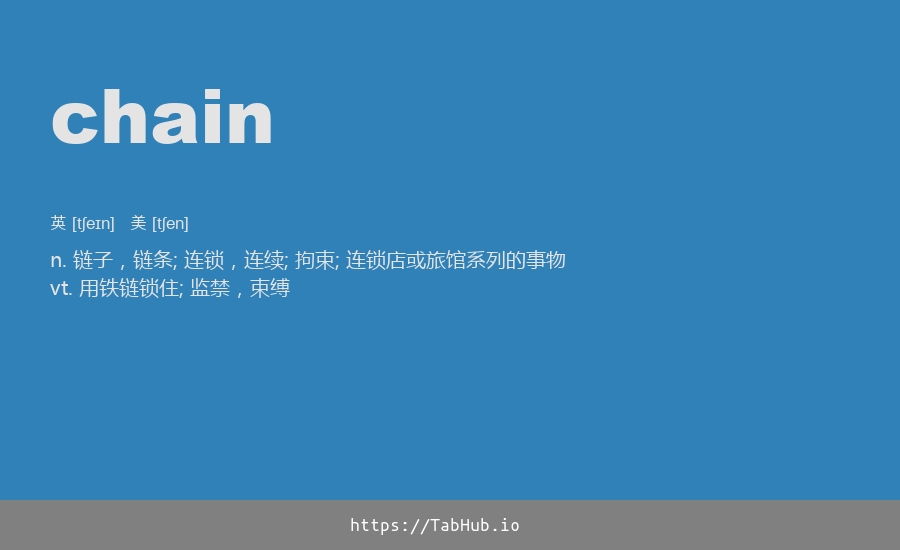 chain
英 [tʃeɪn] 美 [tʃen]
n. 链子，链条; 连锁，连续; 拘束; 连锁店或旅馆系列的事物
vt. 用铁链锁住; 监禁，束缚
https://TabHub.io